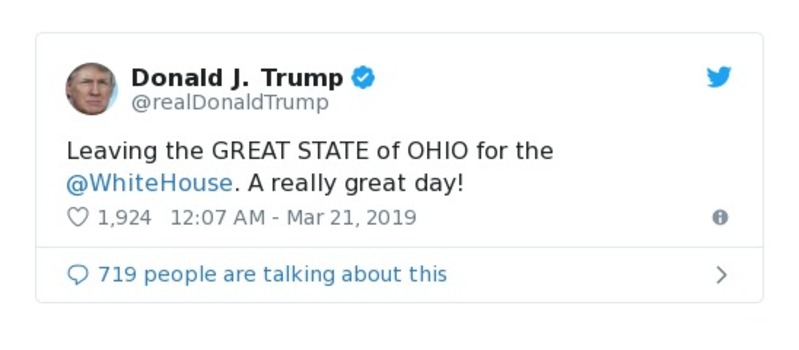 Donald J. Trump
@realDonaldTrump
Leaving the GREAT STATE of OHIO for the
@WhiteHouse. A really great day!
1,924 12:07 AM - Mar 21, 2019
719 people are talking about this